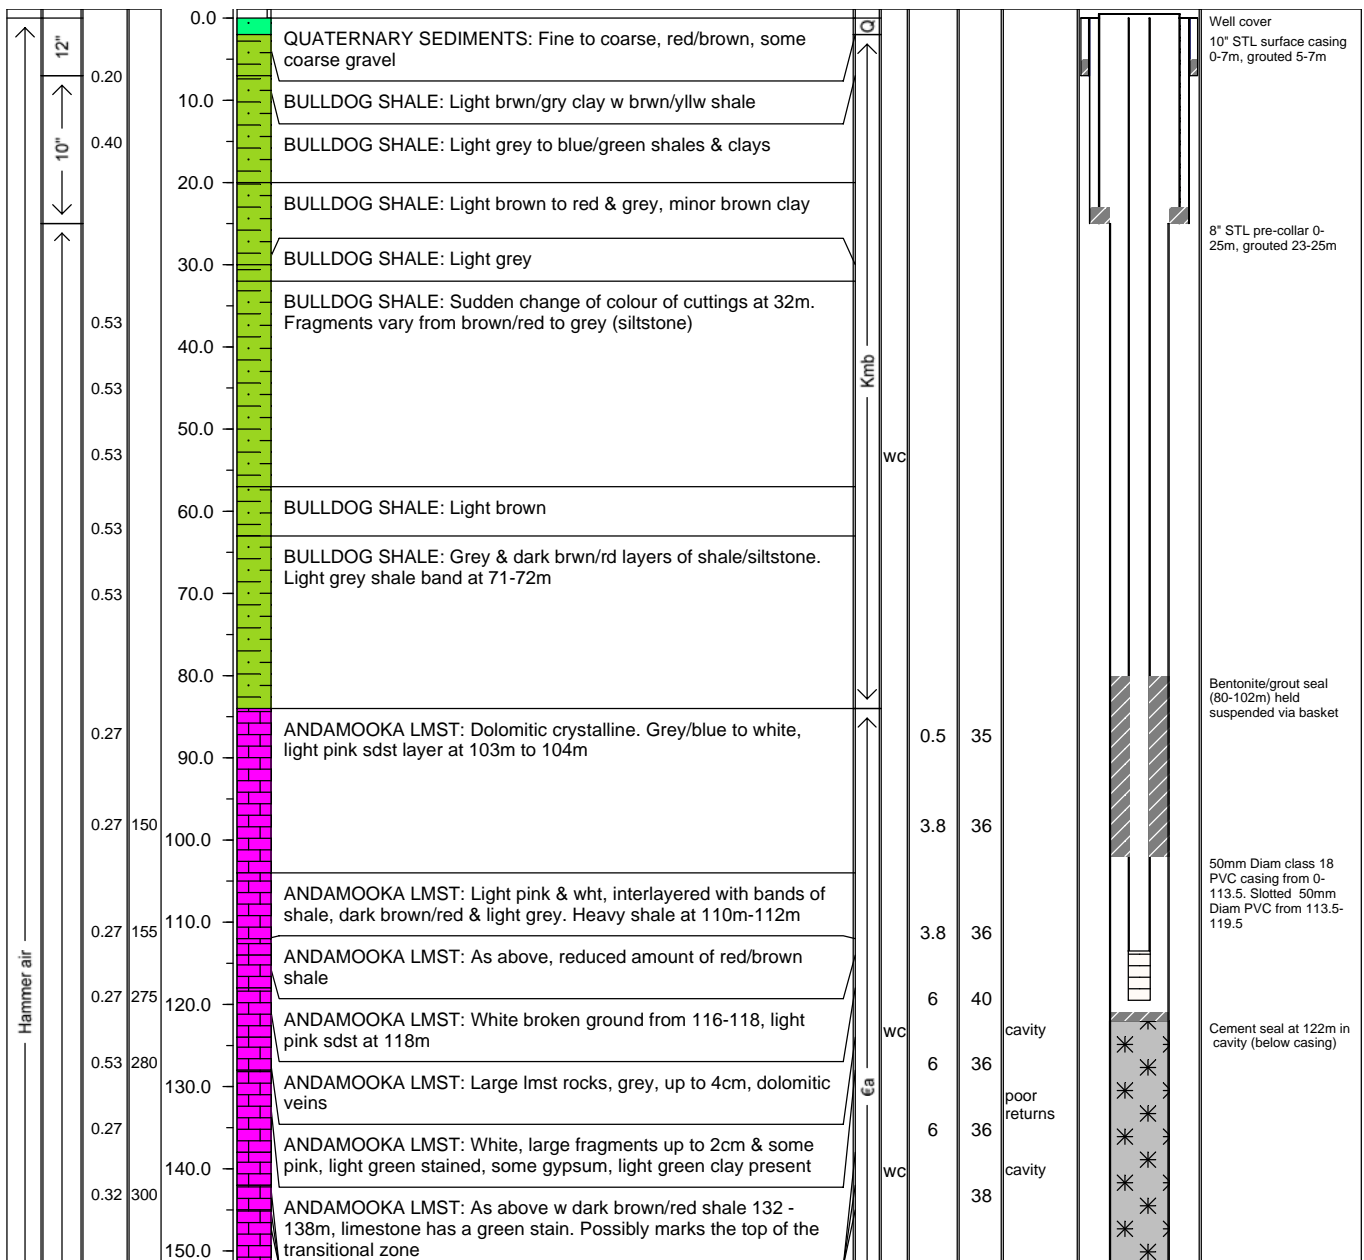 Hammer air
12"
10"
0.20
0.40
0.53
0.53
0.53
0.53
0.53
0.27
0.27
0.27
0.27
0.53
0.27
0.32
150
155
275
280
300
0.0
10.0
20.0
30.0
40.0
50.0
60.0
70.0
80.0
90.0
100.0
110.0
120.0
130.0
140.0
150.0
QUATERNARY SEDIMENTS: Fine to coarse, red/brown, some
coarse gravel
BULLDOG SHALE: Light brwn/gry clay w brwn/yllw shale
BULLDOG SHALE: Light grey to blue/green shales & clays
BULLDOG SHALE: Light brown to red & grey, minor brown clay
BULLDOG SHALE: Light grey
BULLDOG SHALE: Sudden change of colour of cuttings at 32m.
Fragments vary from brown/red to grey (siltstone)
BULLDOG SHALE: Light brown
BULLDOG SHALE: Grey & dark brwn/rd layers of shale/siltstone.
Light grey shale band at 71-72m
ANDAMOOKA LMST: Dolomitic crystalline. Grey/blue to white,
light pink sdst layer at 103m to 104m
ANDAMOOKA LMST: Light pink & wht, interlayered with bands of
shale, dark brown/red & light grey. Heavy shale at 110m-112m
ANDAMOOKA LMST: As above, reduced amount of red/brown
shale
ANDAMOOKA LMST: White broken ground from 116-118, light
pink sdst at 118m
ANDAMOOKA LMST: Large lmst rocks, grey, up to 4cm, dolomitic
veins
ANDAMOOKA LMST: White, large fragments up to 2cm & some
pink, light green stained, some gypsum, light green clay present
ANDAMOOKA LMST: As above w dark brown/red shale 132 -
138m, limestone has a green stain. Possibly marks the top of the
transitional zone
Q
Kmb
€a
wc
wc
wc
0.5
3.8
3.8
6
6
6
35
36
36
40
36
36
38
cavity
poor
returns
cavity
Well cover
10" STL surface casing
0-7m, grouted 5-7m
8" STL pre-collar 0-
25m, grouted 23-25m
Bentonite/grout seal
(80-102m) held
suspended via basket
50mm Diam class 18
PVC casing from 0-
113.5. Slotted 50mm
Diam PVC from 113.5-
119.5
Cement seal at 122m in
cavity (below casing)